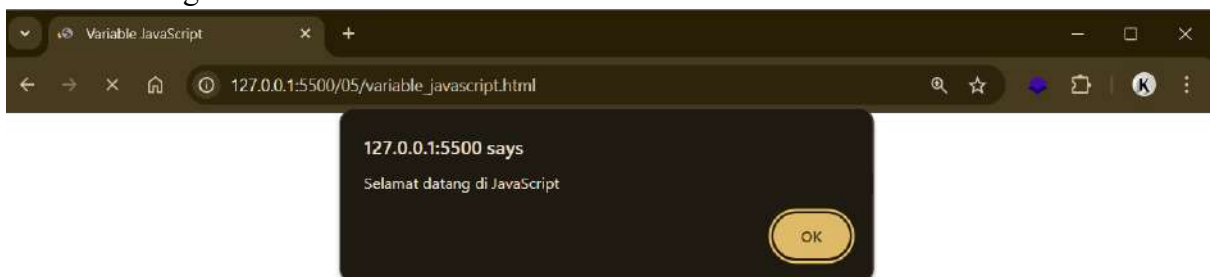 Variable JavaScript
127.0.0.1:5500/05/variable_javascript.html
K
127.0.0.1:5500 says
Selamat datang di JavaScript
OK